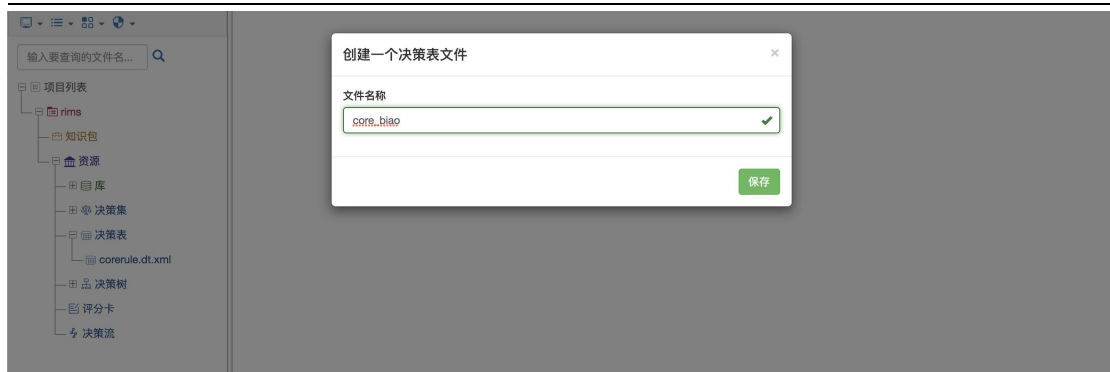 输入要查询的文件名...
项目列表
rims
知识包
资源
库
决策集
决策表
corerule.dt.xml
决策树
评分卡
决策流
创建一个决策表文件
×
文件名称
core_biao
保存